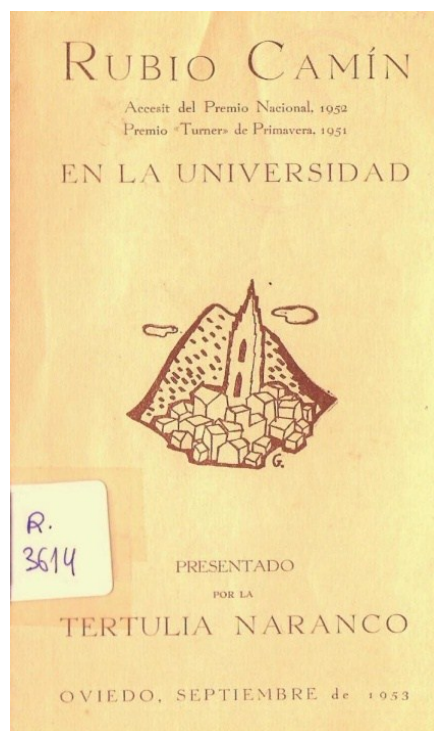 RUBIO CAMÍN
Accesit del Premio Nacional, 1952
Premio «Turner» de Primavera, 1951
EN LA UNIVERSIDAD
G.
R.
3614
PRESENTADO
POR LA
TERTULIA NARANCO
OVIEDO, SEPTIEMBRE de 1953